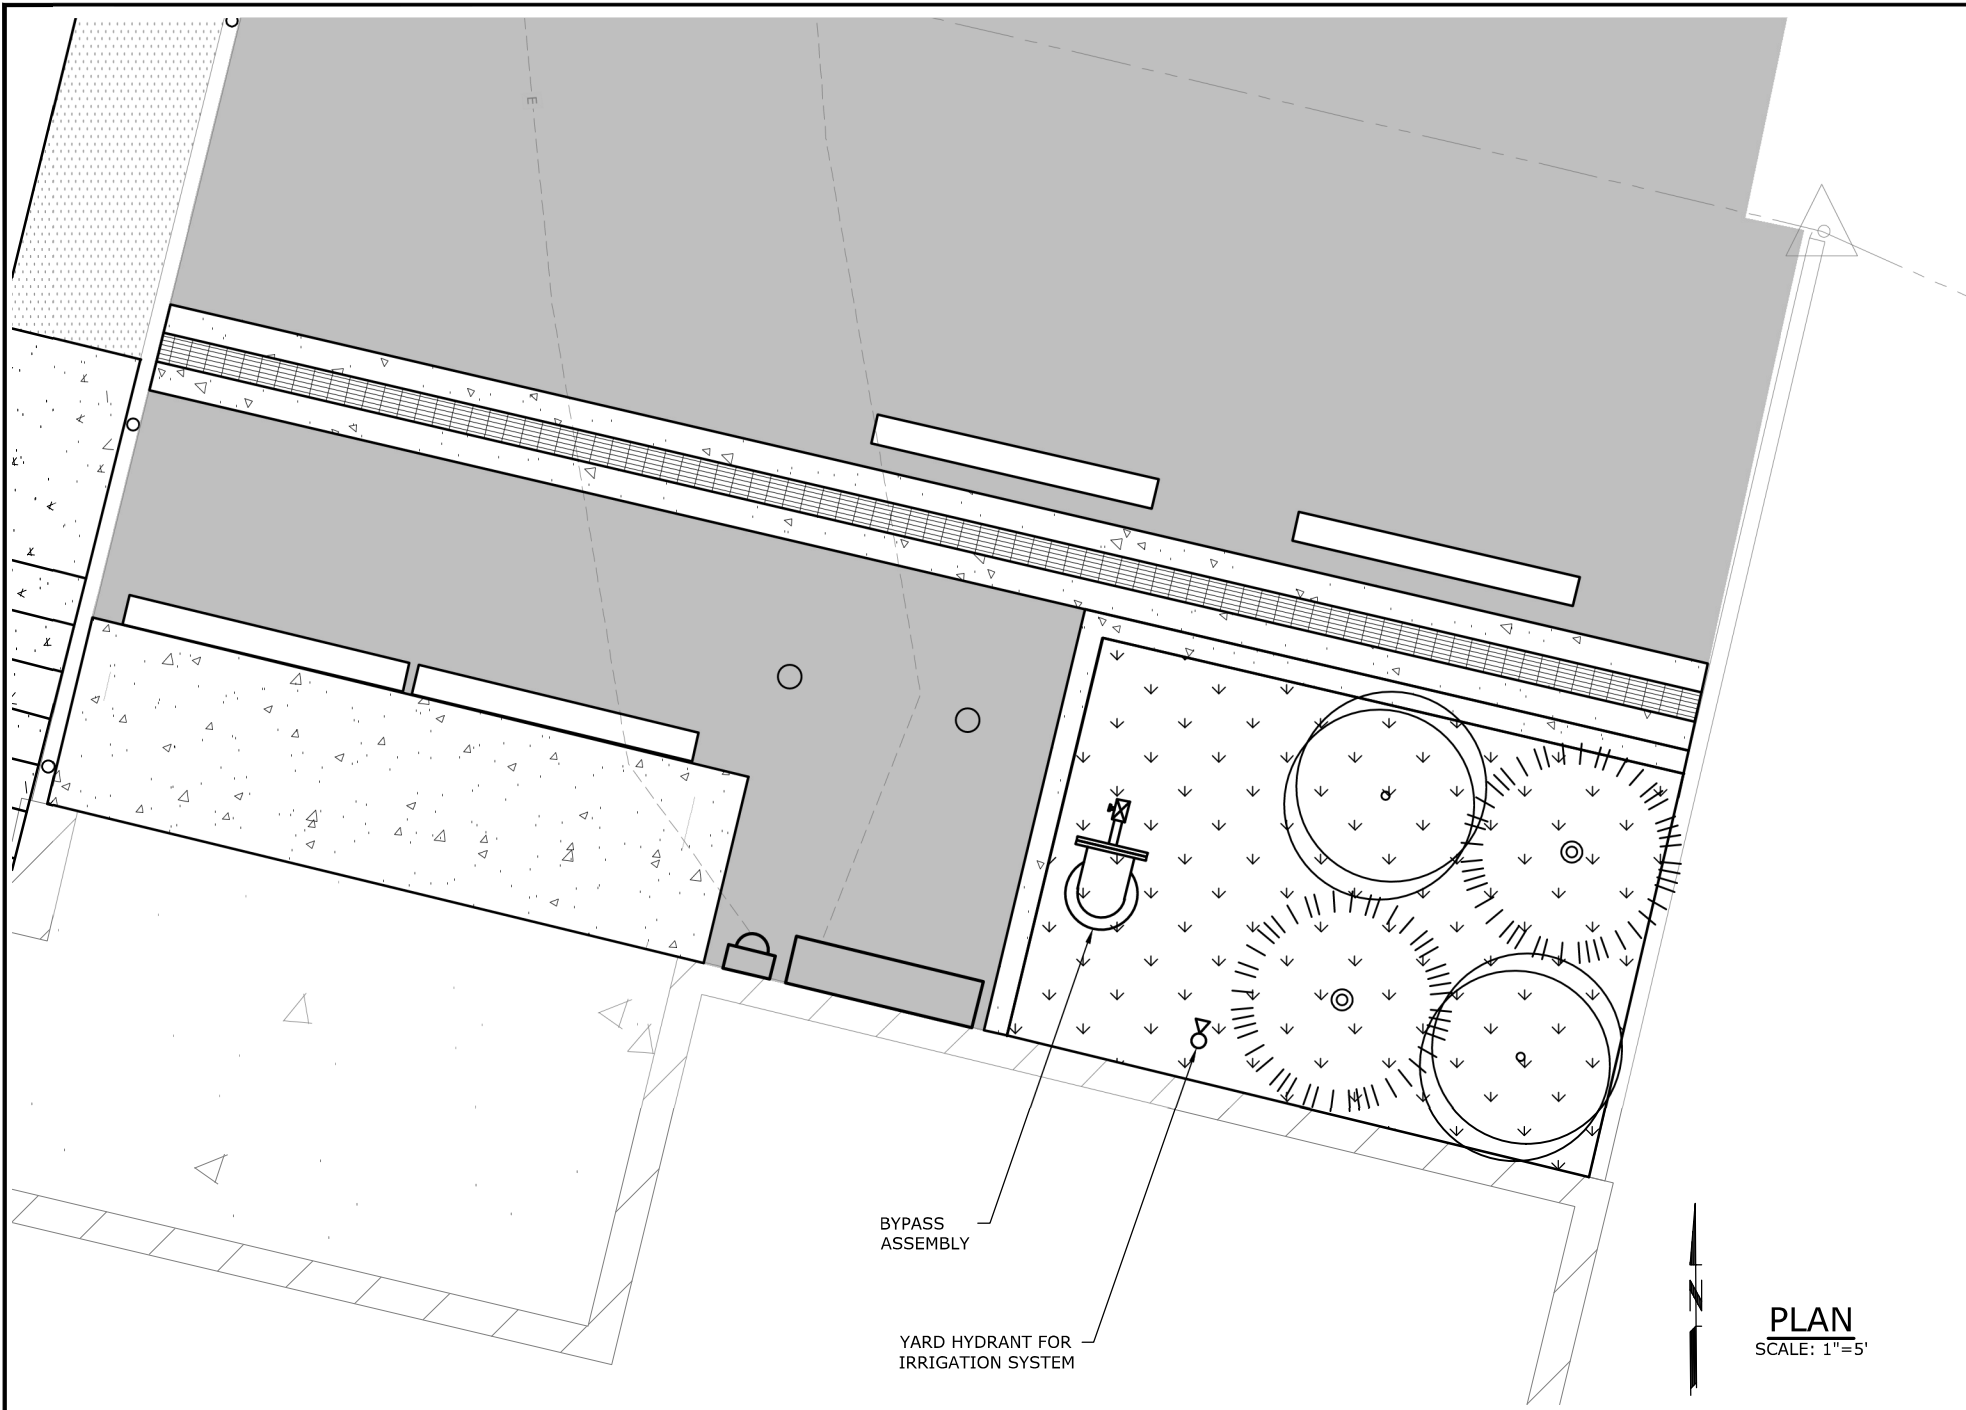 E
BYPASS
ASSEMBLY
YARD HYDRANT FOR
IRRIGATION SYSTEM
N
PLAN
SCALE: 1"=5'